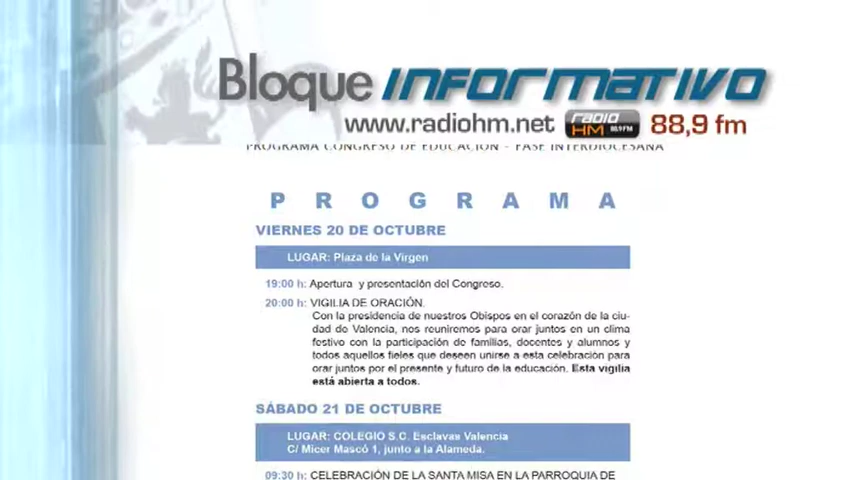 Bloque INFORMATIVO
www.radiohm.net RADIO HM 88.9 FM 88,9 fm
PROGRAMA CONGRESO DE EDUCACIÓN - FASE INTERDIOCESANA
PROGRAMA
VIERNES 20 DE OCTUBRE
LUGAR: Plaza de la Virgen
19:00 h: Apertura y presentación del Congreso.
20:00 h: VIGILIA DE ORACIÓN.
Con la presidencia de nuestros Obispos en el corazón de la ciu-
dad de Valencia, nos reuniremos para orar juntos en un clima
festivo con la participación de familias, docentes y alumnos y
todos aquellos fieles que deseen unirse a esta celebración para
orar juntos por el presente y futuro de la educación. Esta vigilia
está abierta a todos.
SÁBADO 21 DE OCTUBRE
LUGAR: COLEGIO S.C. Esclavas Valencia
C/ Micer Mascó 1, junto a la Alameda.
09:30 h: CELEBRACIÓN DE LA SANTA MISA EN LA PARROQUIA DE